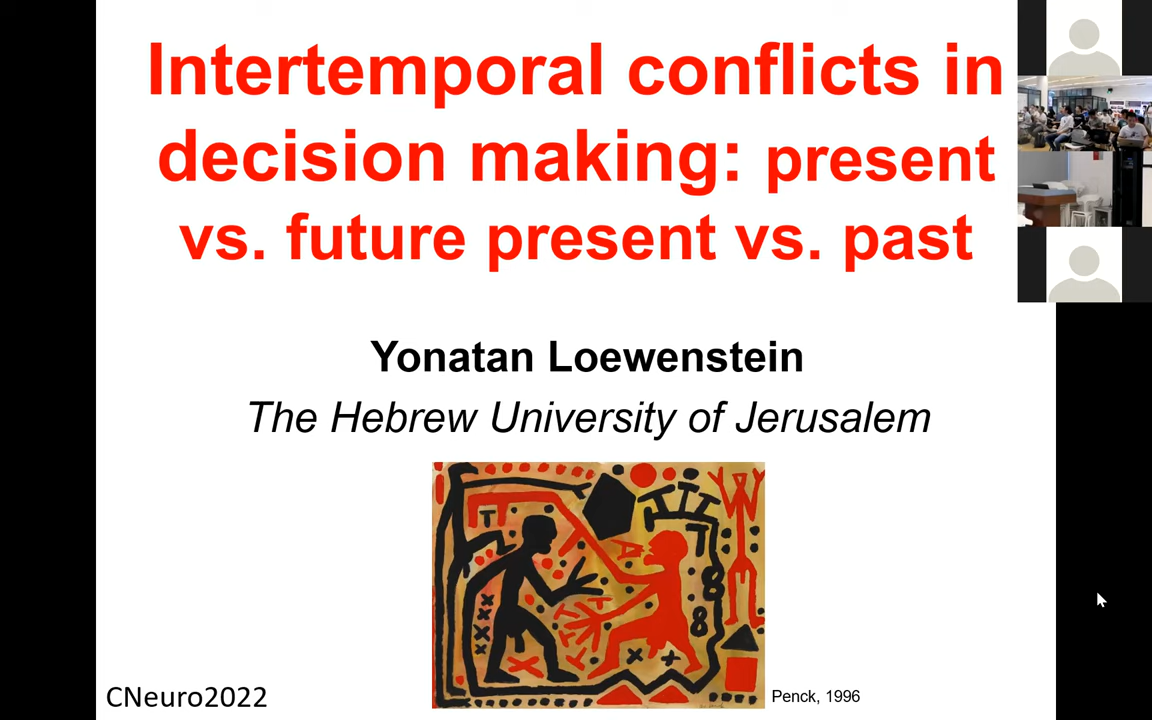 Intertemporal conflicts in
decision making: present
vs. future present vs. past
Yonatan Loewenstein
The Hebrew University of Jerusalem
CNeuro2022
Penck, 1996